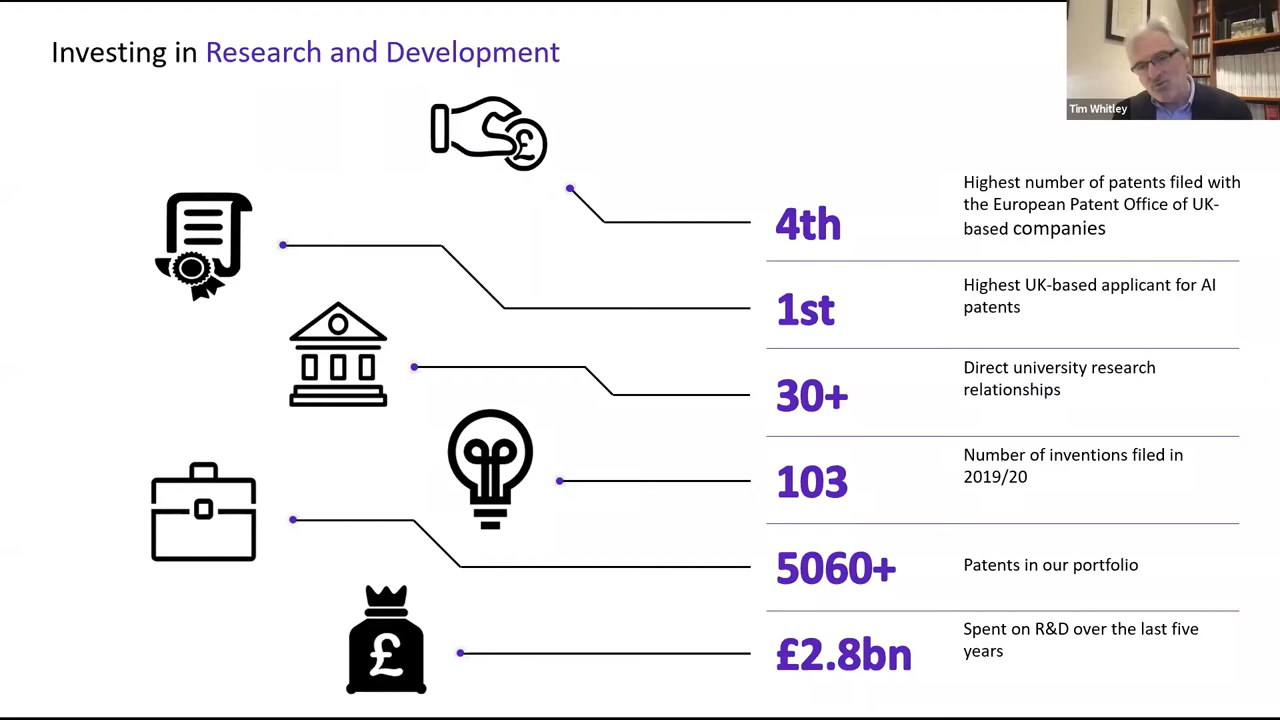 Investing in Research and Development
Tim Whitley
4th
Highest number of patents filed with
the European Patent Office of UK-
based companies
1st
Highest UK-based applicant for AI
patents
30+
Direct university research
relationships
103
Number of inventions filed in
2019/20
5060+
Patents in our portfolio
£
£2.8bn
Spent on R&D over the last five
years
£